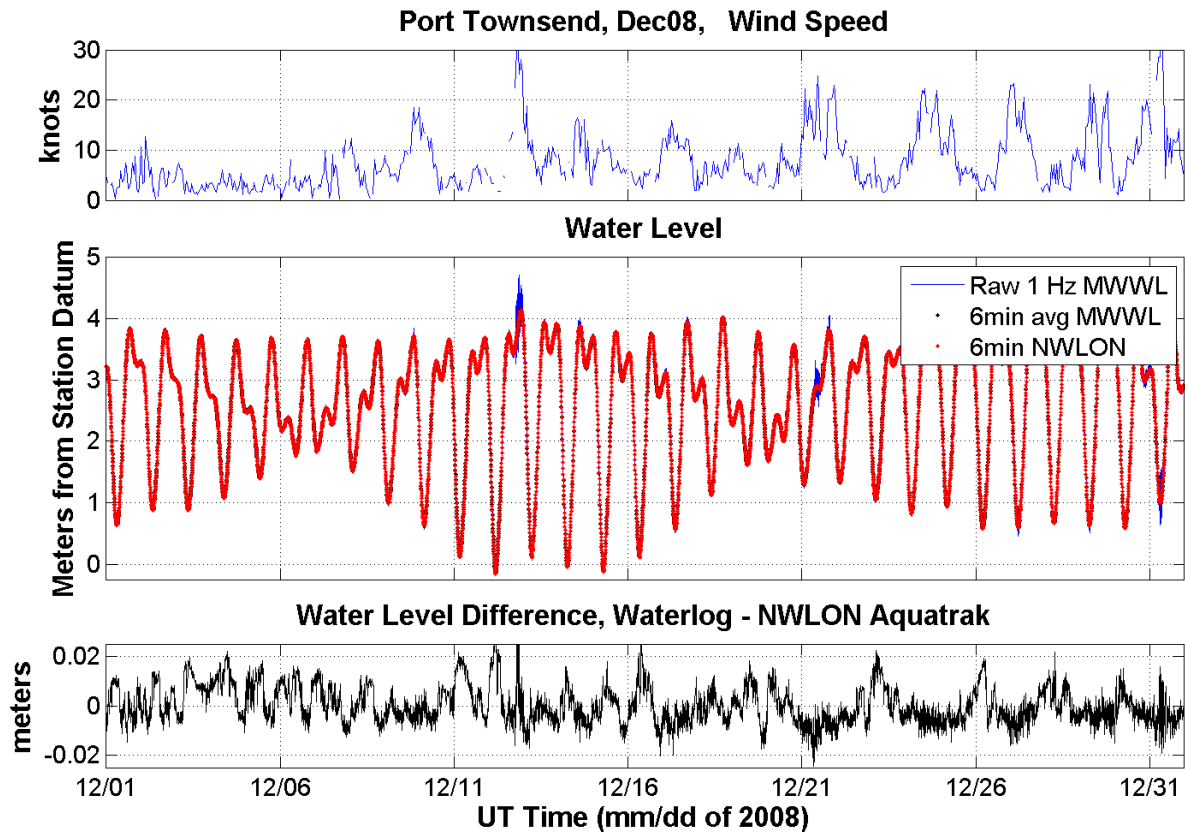 Port Townsend, Dec08, Wind Speed
30
20
10
0
knots
Water Level
5
4
3
2
1
0
Meters from Station Datum
Raw 1 Hz MWWL
6min avg MWWL
6min NWLON
Water Level Difference, Waterlog - NWLON Aquatrak
0.02
0
-0.02
meters
12/01 12/06 12/11 12/16 12/21 12/26 12/31
UT Time (mm/dd of 2008)